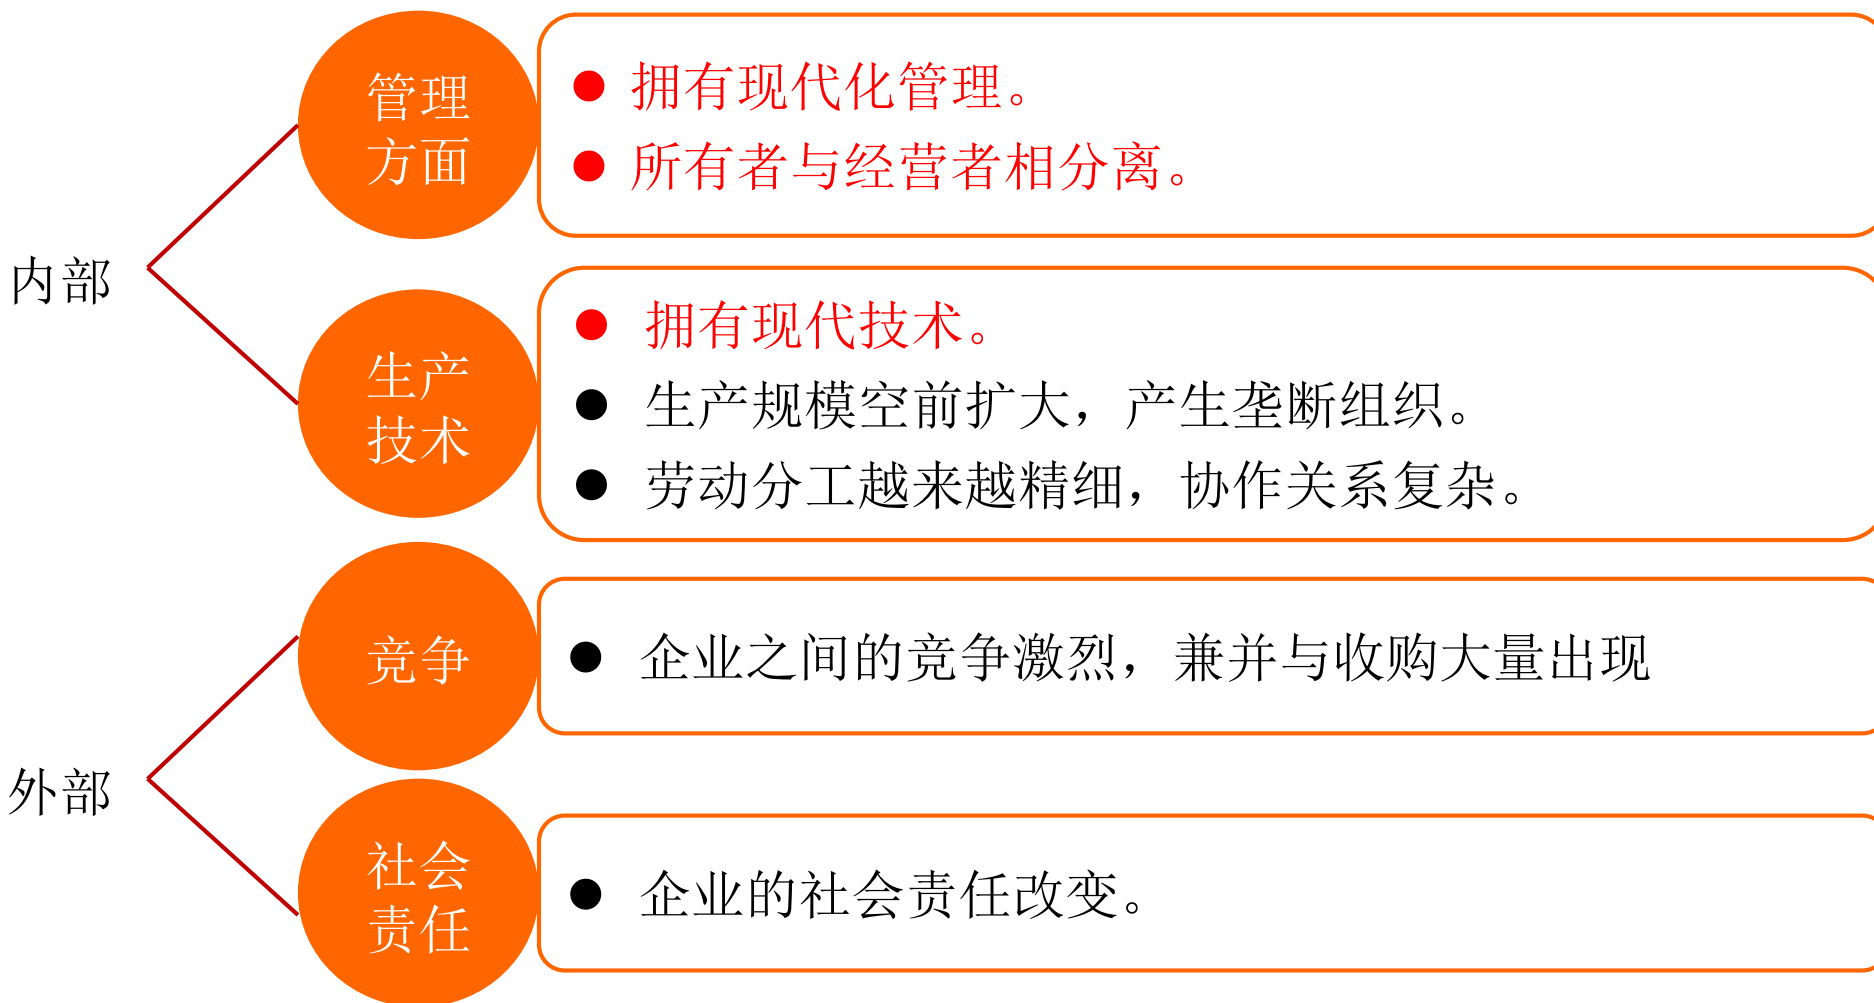 管理
方面
拥有现代化管理。
所有者与经营者相分离。
内部
生产
技术
拥有现代技术。
生产规模空前扩大，产生垄断组织。
劳动分工越来越精细，协作关系复杂。
竞争
企业之间的竞争激烈，兼并与收购大量出现
外部
社会
责任
企业的社会责任改变。